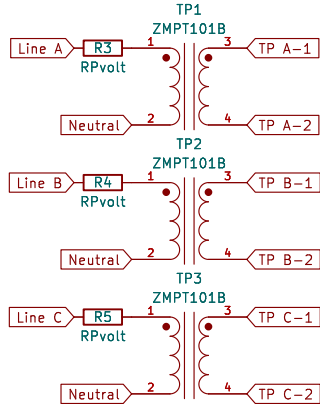 TP1
ZMPT101B
Line A R3 1 3 TP A-1
RPvolt
Neutral 2 4 TP A-2
TP2
ZMPT101B
Line B R4 1 3 TP B-1
RPvolt
Neutral 2 4 TP B-2
TP3
ZMPT101B
Line C R5 1 3 TP C-1
RPvolt
Neutral 2 4 TP C-2